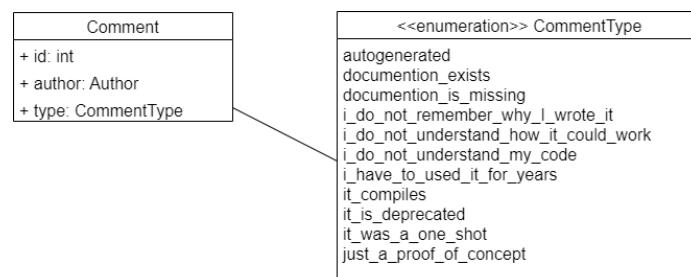 Comment
+ id: int
+ author: Author
+ type: CommentType
<<enumeration>> CommentType
autogenerated
documention_exists
documention_is_missing
i_do_not_remember_why_I_wrote_it
i_do_not_understand_how_it_could_work
i_do_not_understand_my_code
i_have_to_used_it_for_years
it_compiles
it_is_deprecated
it_was_a_one_shot
just_a_proof_of_concept